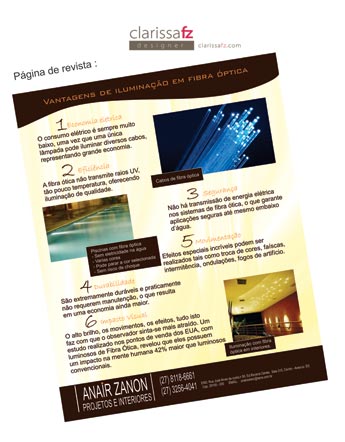 clarissafz
designer
clarissafz.com
Página de revista :
VANTAGENS DE ILUMINAÇÃO EM FIBRA ÓPTICA
1 Economia elétrica
O consumo elétrico é sempre muito
baixo, uma vez que uma única
lâmpada pode iluminar diversos cabos,
representando grande economia.
Cabos de fibra óptica
2 Eficiência
A fibra ótica não transmite raios UV,
tão pouco temperatura, oferecendo
iluminação de qualidade.
3 Segurança
Não há transmissão de energia elétrica
nos sistemas de fibra ótica, o que garante
aplicações seguras até mesmo embaixo
d'água.
Piscinas com fibra óptica
- Sem eletricidade na água
- Várias cores
- Pode parar a cor selecionada
- Sem risco de choque
5 Movimentação
Efeitos especiais incríveis podem ser
realizados tais como troca de cores, faíscas,
intermitência, ondulações, fogos de artifício.
4 Durabilidade
São extremamente duráveis e praticamente
não requerem manutenção, o que resulta
em uma economia ainda maior.
6 Impacto Visual
O alto brilho, os movimentos, os efeitos, tudo isto
faz com que o observador sinta-se mais atraído. Um
estudo realizado nos pontos de venda dos EUA, com
luminosos de Fibra Ótica, revelou que eles possuem
um impacto na mente humana 42% maior que luminosos
convencionais.
Iluminação com fibra
óptica em interiores.
ANAÍR ZANON
PROJETOS E INTERIORES
(27) 8118-6661
(27) 3256-4041